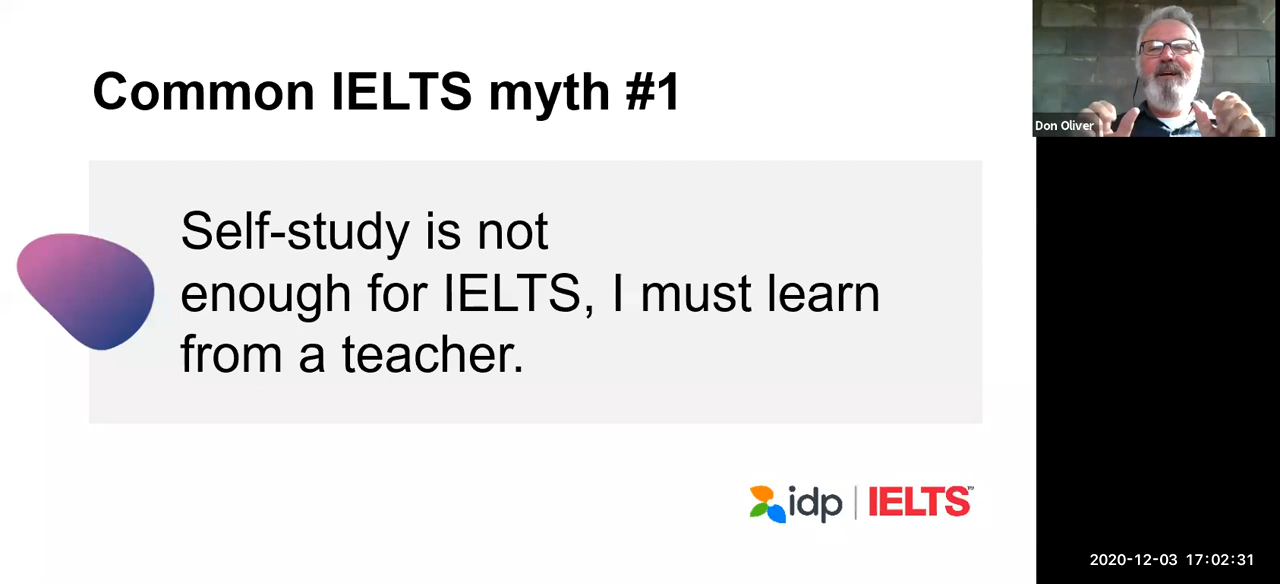 Common IELTS myth #1
Self-study is not
enough for IELTS, I must learn
from a teacher.
idp | IELTS™
Don Oliver
2020-12-03 17:02:31